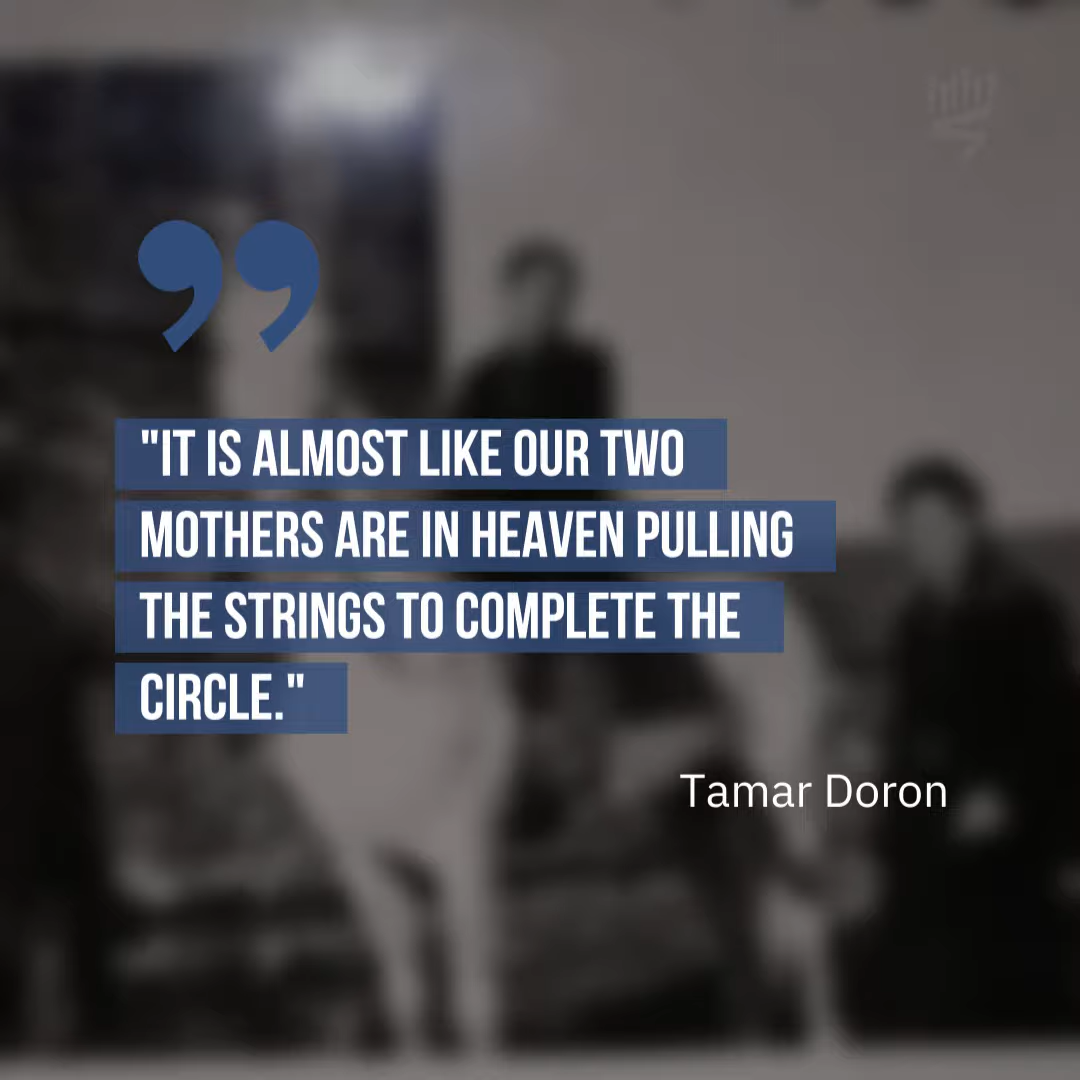 "IT IS ALMOST LIKE OUR TWO
MOTHERS ARE IN HEAVEN PULLING
THE STRINGS TO COMPLETE THE
CIRCLE."
Tamar Doron